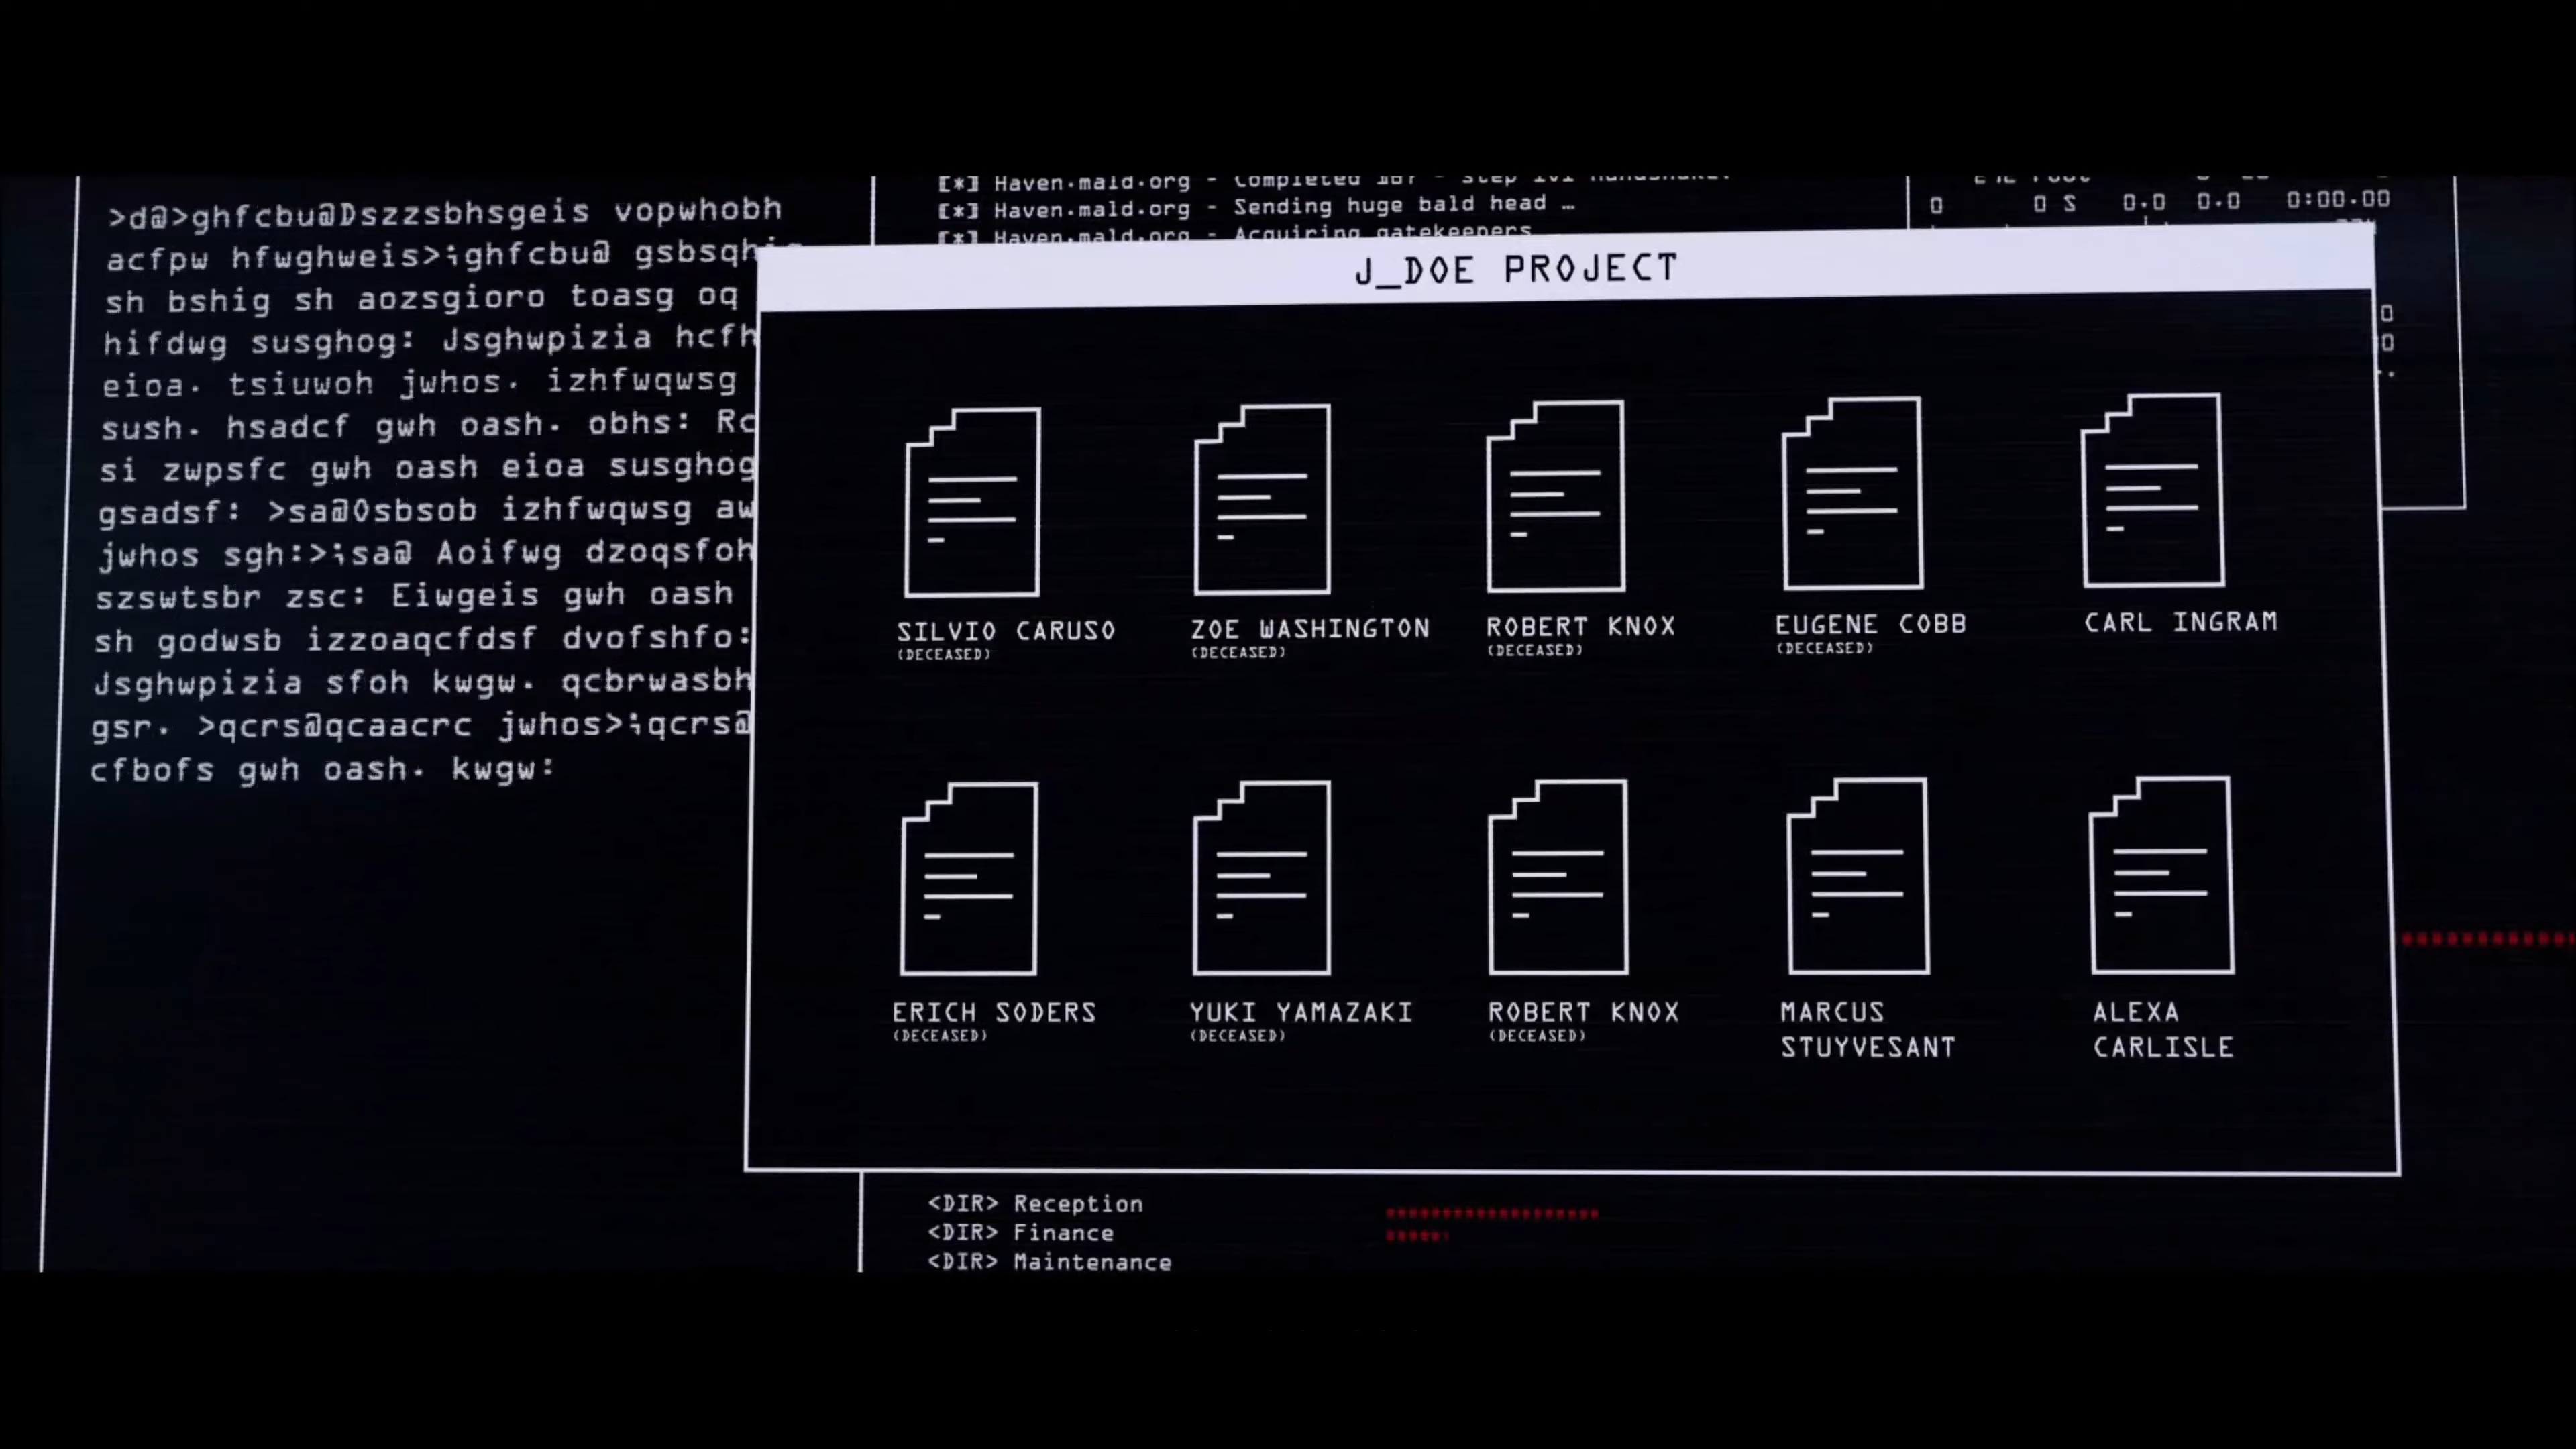 >d@>ghfcbu@Dszzsbhsgeis vopwhobh
acfpw hfwghweis>;ghfcbu@
sh bshig sh aozsgioro toasg oq
hifdwg susghog: Jsghwpizia hcfh
eioa. tsiuwoh jwhos. izhfwqwsg
sush. hsadcf gwh oash. obhs: Rc
si zwpsfc gwh oash eioa susghog
gsadsf: >sa@Osbsob izhfwqwsg aw
jwhos sgh:>;sa@ Aoifwg dzoqsfoh
szswtsbr zsc: Eiwgeis gwh oash
sh godwsb izzoaqcfdsf dvofshfo:
Jsghwpizia sfoh kwgw. qcbrwasbh
gsr. >qcrs@qcaacrc jwhos>;qcrs@
cfbofs gwh oash. kwgw:
[*] Haven.mald.org - Completed
[*] Haven.mald.org - Sending huge bald head …
[*] Haven.mald.org - Acquiring gatekeepers
0 0 S 0.0 0.0 0:00.00
J_DOE PROJECT
SILVIO CARUSO
(DECEASED)
ZOE WASHINGTON
(DECEASED)
ROBERT KNOX
(DECEASED)
EUGENE COBB
(DECEASED)
CARL INGRAM
ERICH SODERS
(DECEASED)
YUKI YAMAZAKI
(DECEASED)
ROBERT KNOX
(DECEASED)
MARCUS
STUYVESANT
ALEXA
CARLISLE
<DIR> Reception
<DIR> Finance
<DIR> Maintenance